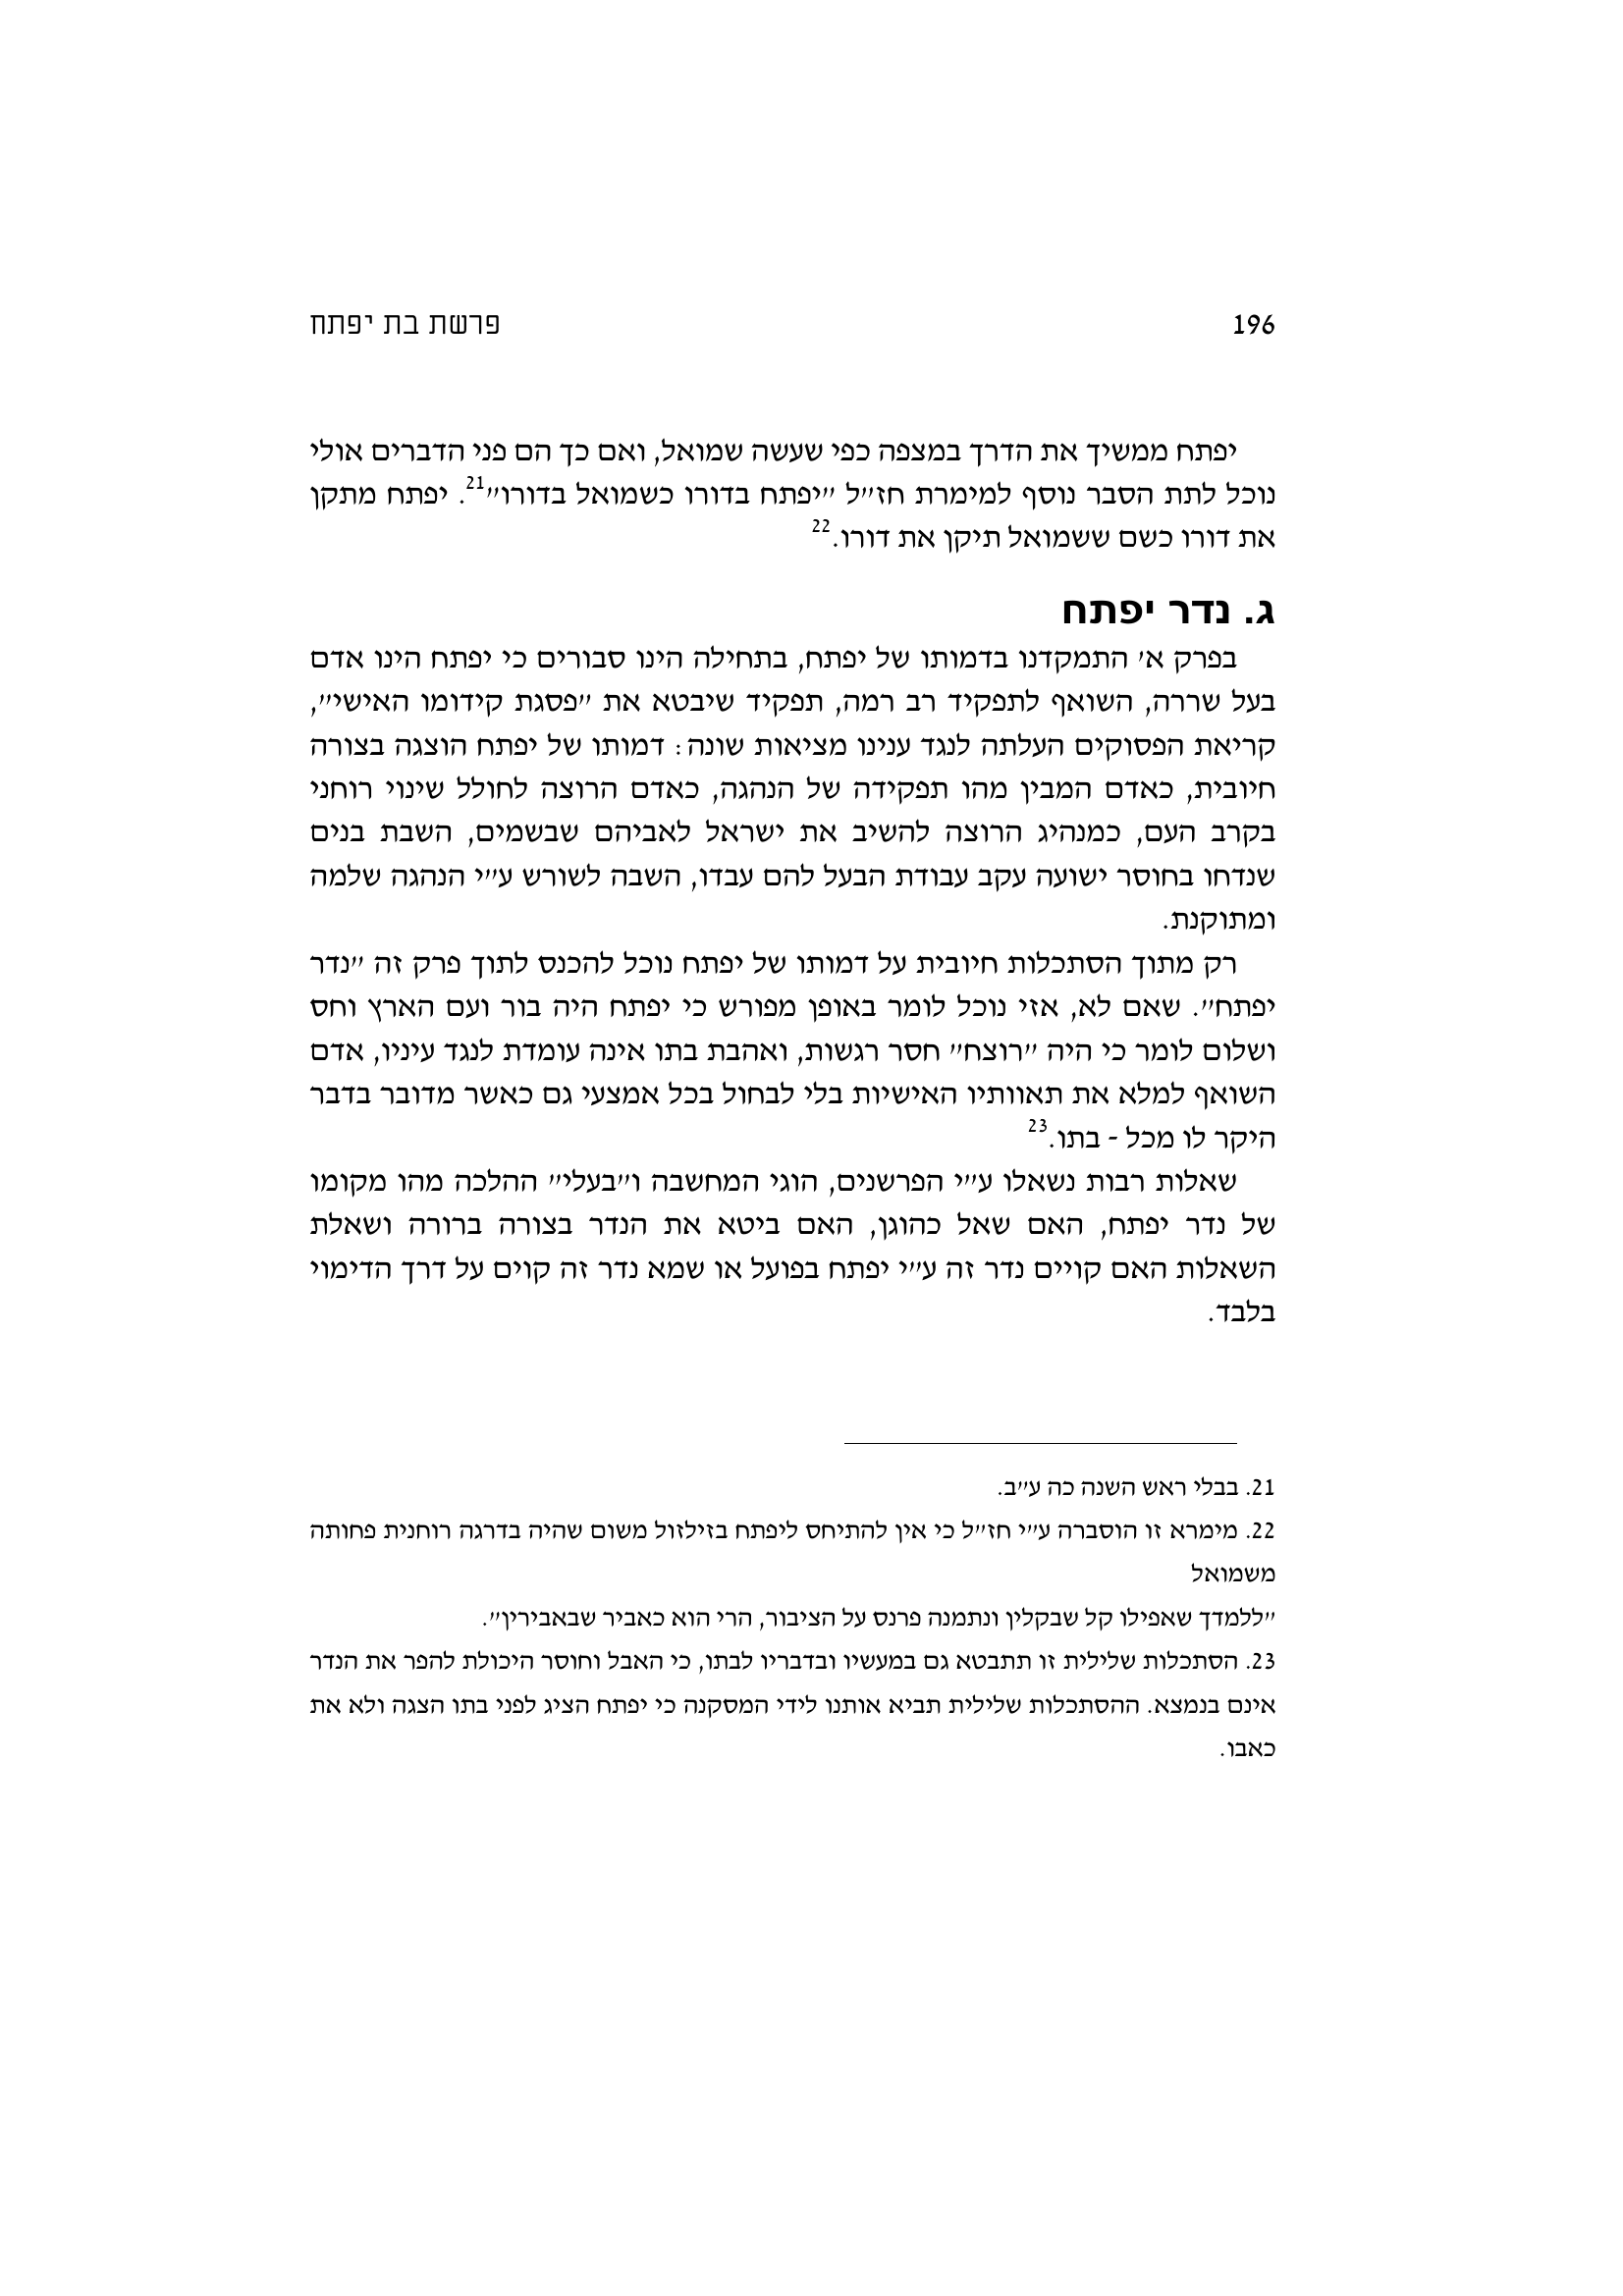 196 פרשת בת יפתח
יפתח ממשיך את הדרך במצפה כפי שעשה שמואל, ואם כך הם פני הדברים אולי
נוכל לתת הסבר נוסף למימרת חז״ל ״יפתח בדורו כשמואל בדורו״21. יפתח מתקן
את דורו כשם ששמואל תיקן את דורו.22
ג. נדר יפתח
בפרק א׳ התמקדנו בדמותו של יפתח, בתחילה הינו סבורים כי יפתח הינו אדם
בעל שררה, השואף לתפקיד רב רמה, תפקיד שיבטא את ״פסגת קידומו האישי״,
קריאת הפסוקים העלתה לנגד ענינו מציאות שונה: דמותו של יפתח הוצגה בצורה
חיובית, כאדם המבין מהו תפקידה של הנהגה, כאדם הרוצה לחולל שינוי רוחני
בקרב העם, כמנהיג הרוצה להשיב את ישראל לאביהם שבשמים, השבת בנים
שנדחו בחוסר ישועה עקב עבודת הבעל להם עבדו, השבה לשורש ע״י הנהגה שלמה
ומתוקנת.
רק מתוך הסתכלות חיובית על דמותו של יפתח נוכל להכנס לתוך פרק זה ״נדר
יפתח״. שאם לא, אזי נוכל לומר באופן מפורש כי יפתח היה בור ועם הארץ וחס
ושלום לומר כי היה ״רוצח״ חסר רגשות, ואהבת בתו אינה עומדת לנגד עיניו, אדם
השואף למלא את תאוותיו האישיות בלי לבחול בכל אמצעי גם כאשר מדובר בדבר
היקר לו מכל - בתו.23
שאלות רבות נשאלו ע״י הפרשנים, הוגי המחשבה ו״בעלי״ ההלכה מהו מקומו
של נדר יפתח, האם שאל כהוגן, האם ביטא את הנדר בצורה ברורה ושאלת
השאלות האם קויים נדר זה ע״י יפתח בפועל או שמא נדר זה קוים על דרך הדימוי
בלבד.
21. בבלי ראש השנה כה ע״ב.
22. מימרא זו הוסברה ע״י חז״ל כי אין להתיחס ליפתח בזילזול משום שהיה בדרגה רוחנית פחותה
משמואל
״ללמדך שאפילו קל שבקלין ונתמנה פרנס על הציבור, הרי הוא כאביר שבאבירין״.
23. הסתכלות שלילית זו תתבטא גם במעשיו ובדבריו לבתו, כי האבל וחוסר היכולת להפר את הנדר
אינם בנמצא. ההסתכלות שלילית תביא אותנו לידי המסקנה כי יפתח הציג לפני בתו הצגה ולא את
כאבו.